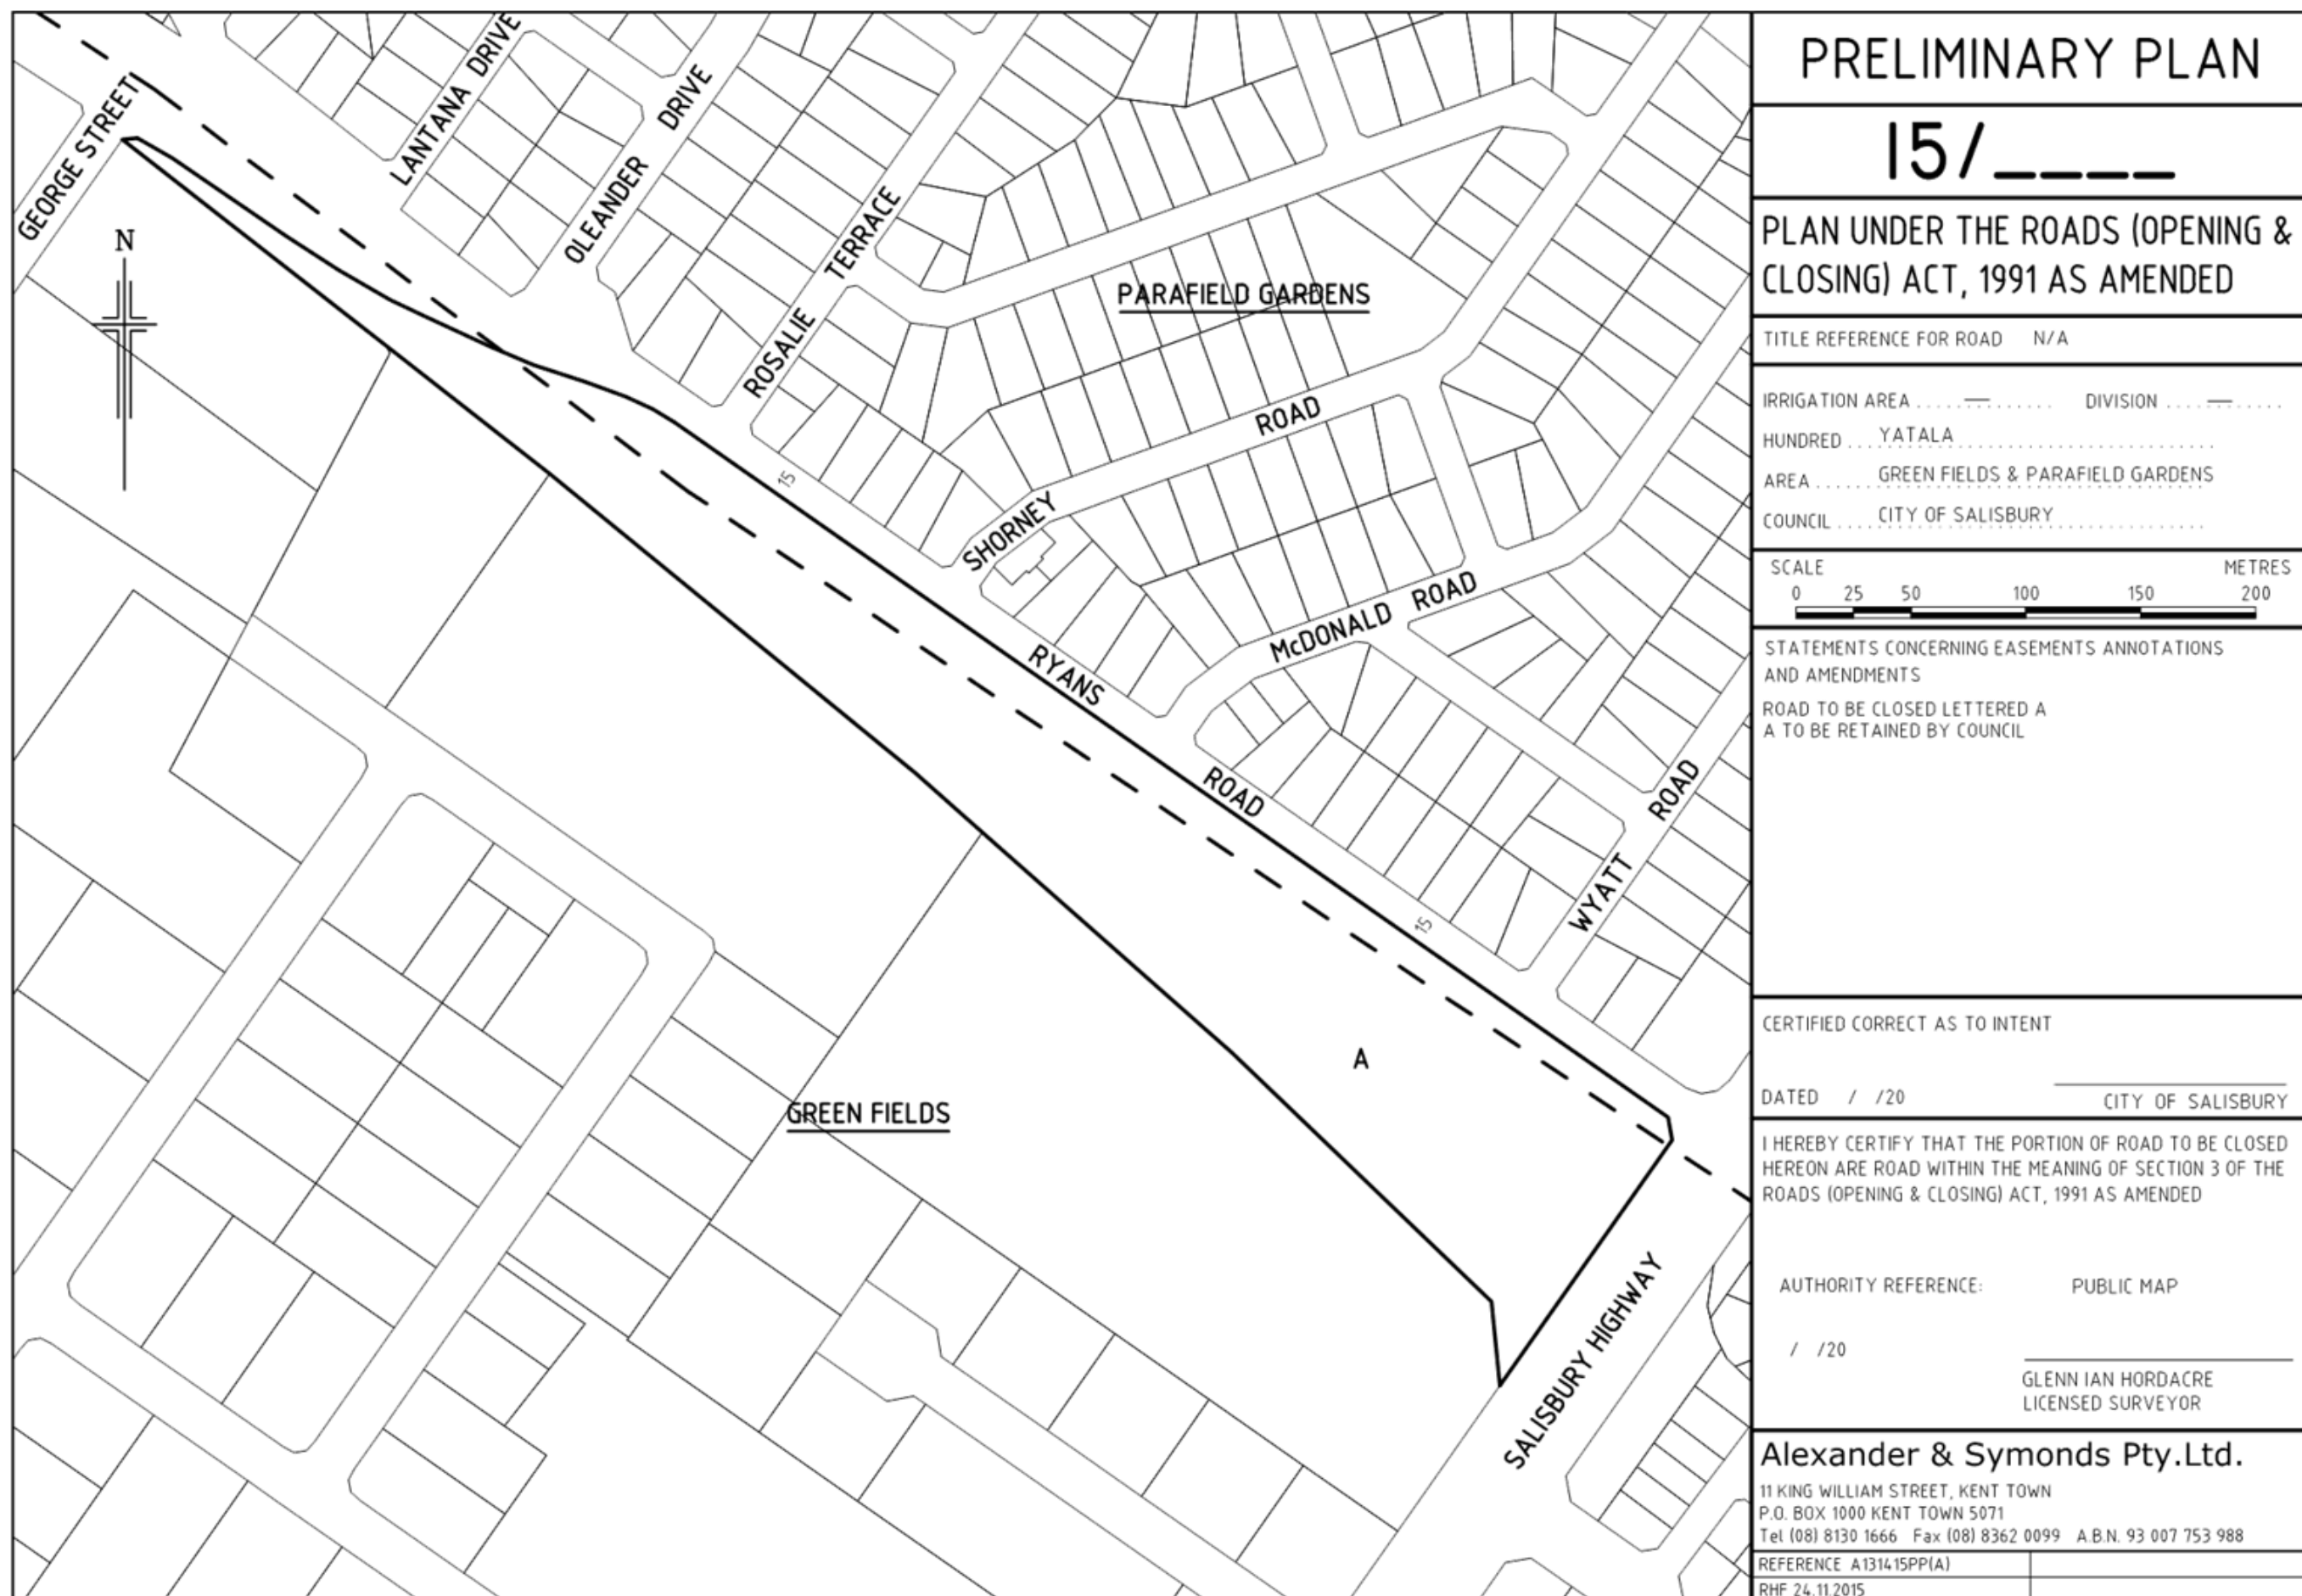 PRELIMINARY PLAN
15/____
PLAN UNDER THE ROADS (OPENING &
CLOSING) ACT, 1991 AS AMENDED
TITLE REFERENCE FOR ROAD N/A
IRRIGATION AREA ..... — ...... DIVISION .... — .....
HUNDRED ... YATALA
AREA ...... GREEN FIELDS & PARAFIELD GARDENS
COUNCIL .... CITY OF SALISBURY
SCALE METRES
0 25 50 100 150 200
STATEMENTS CONCERNING EASEMENTS ANNOTATIONS
AND AMENDMENTS
ROAD TO BE CLOSED LETTERED A
A TO BE RETAINED BY COUNCIL
CERTIFIED CORRECT AS TO INTENT
DATED / /20
CITY OF SALISBURY
I HEREBY CERTIFY THAT THE PORTION OF ROAD TO BE CLOSED
HEREON ARE ROAD WITHIN THE MEANING OF SECTION 3 OF THE
ROADS (OPENING & CLOSING) ACT, 1991 AS AMENDED
AUTHORITY REFERENCE: PUBLIC MAP
/ /20
GLENN IAN HORDACRE
LICENSED SURVEYOR
Alexander & Symonds Pty.Ltd.
11 KING WILLIAM STREET, KENT TOWN
P.O. BOX 1000 KENT TOWN 5071
Tel (08) 8130 1666 Fax (08) 8362 0099 A.B.N. 93 007 753 988
REFERENCE A131415PP(A)
RHF 24.11.2015
GEORGE STREET
LANTANA DRIVE
OLEANDER DRIVE
ROSALIE TERRACE
N
PARAFIELD GARDENS
SHORNEY ROAD
15
McDONALD ROAD
RYANS ROAD
WYATT ROAD
15
A
GREEN FIELDS
SALISBURY HIGHWAY